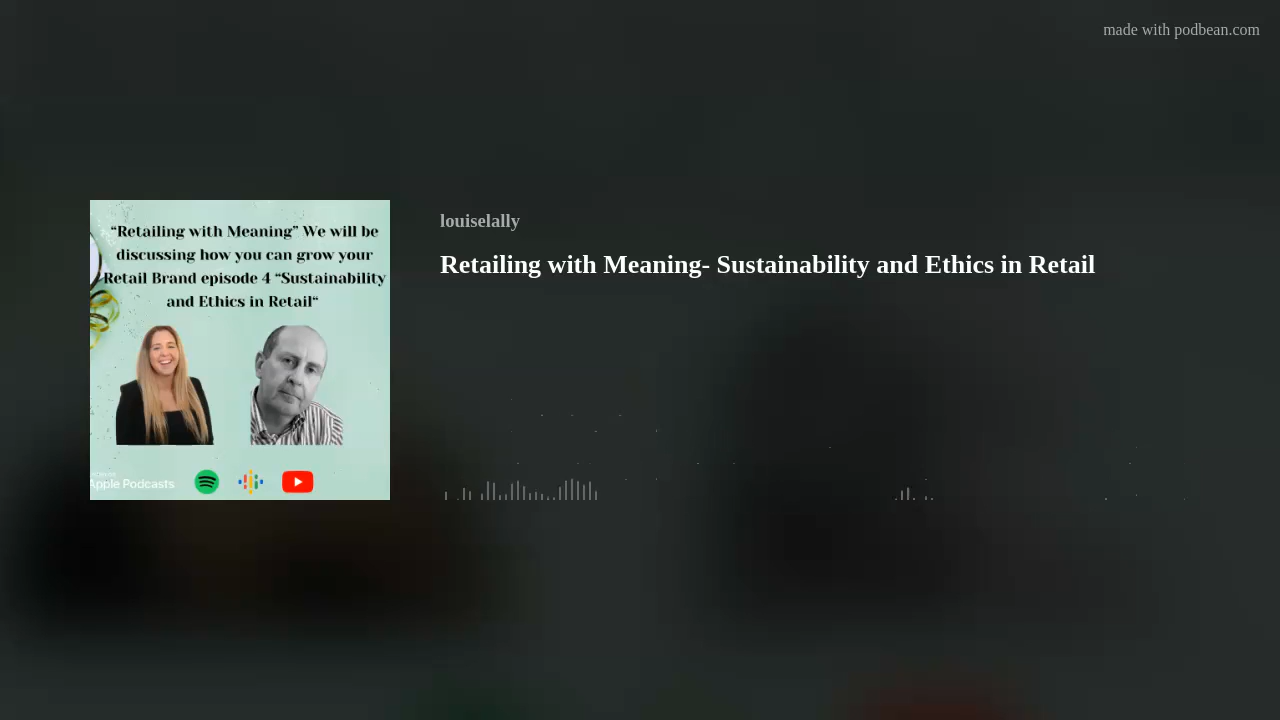 made with podbean.com
“Retailing with Meaning” We will be
discussing how you can grow your
Retail Brand episode 4 “Sustainability
and Ethics in Retail“
Apple Podcasts
louiselally
Retailing with Meaning- Sustainability and Ethics in Retail